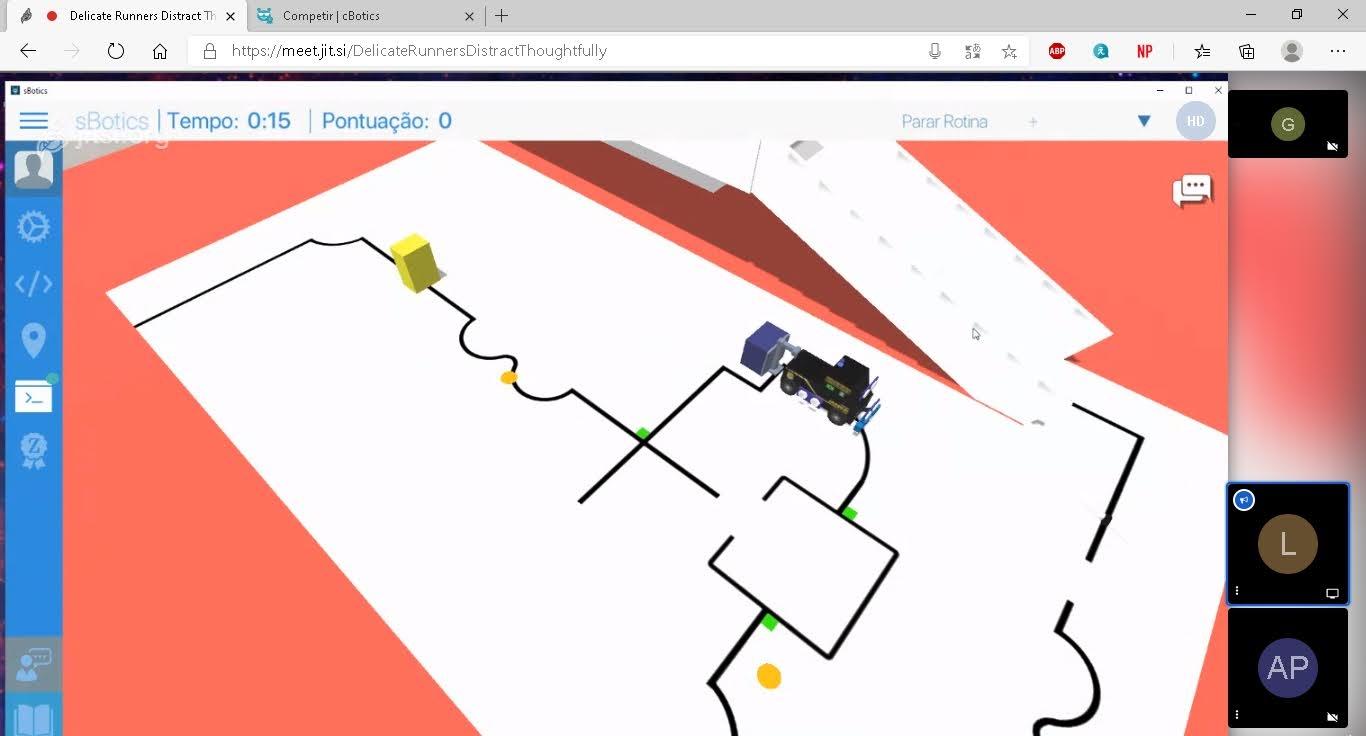 Delicate Runners Distract Th
Competir | cBotics
https://meet.jit.si/DelicateRunnersDistractThoughtfully
ABP
NP
sBotics
sBotics | Tempo: 0:15 | Pontuação: 0
Parar Rotina +
HD
G
L
AP